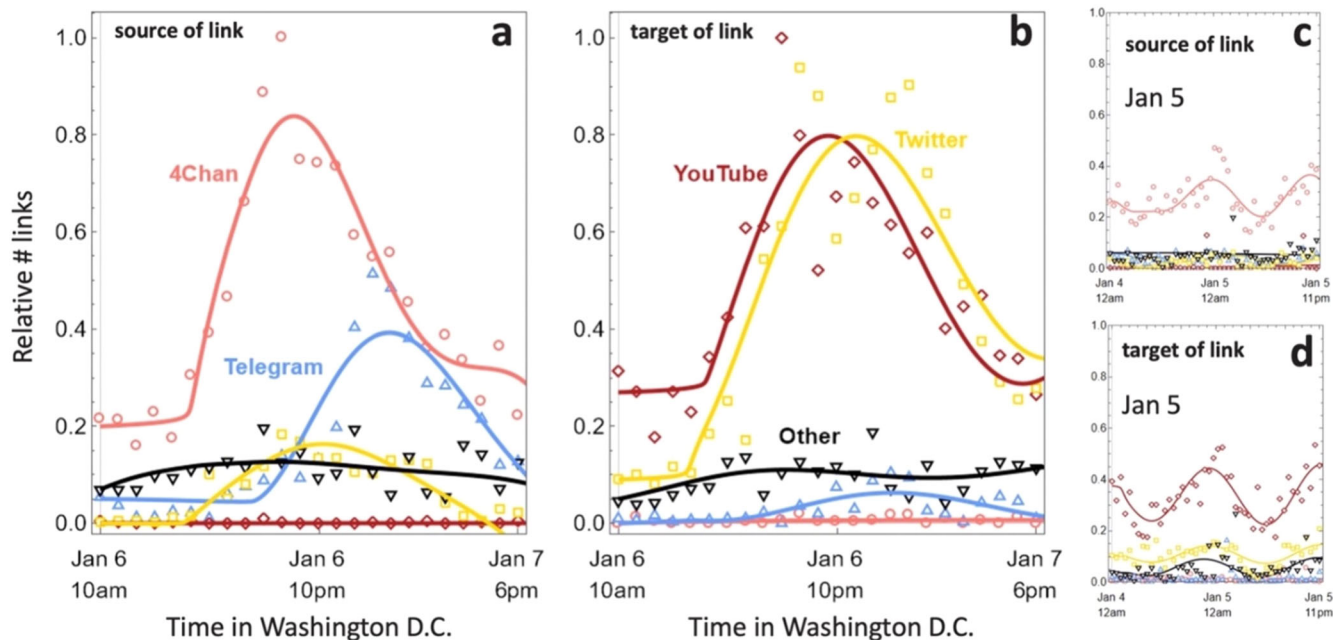 source of link
a
Relative # links
1.0
0.8
0.6
0.4
0.2
0.0
4Chan
Telegram
Jan 6
10am
Jan 6
10pm
Jan 7
6pm
Time in Washington D.C.
target of link
b
1.0
0.8
0.6
0.4
0.2
0.0
YouTube
Twitter
Other
Jan 6
10am
Jan 6
10pm
Jan 7
6pm
Time in Washington D.C.
c
source of link
Jan 5
1.0
0.8
0.6
0.4
0.2
0.0
Jan 4
12am
Jan 5
12am
Jan 5
11pm
d
target of link
Jan 5
1.0
0.8
0.6
0.4
0.2
0.0
Jan 4
12am
Jan 5
12am
Jan 5
11pm